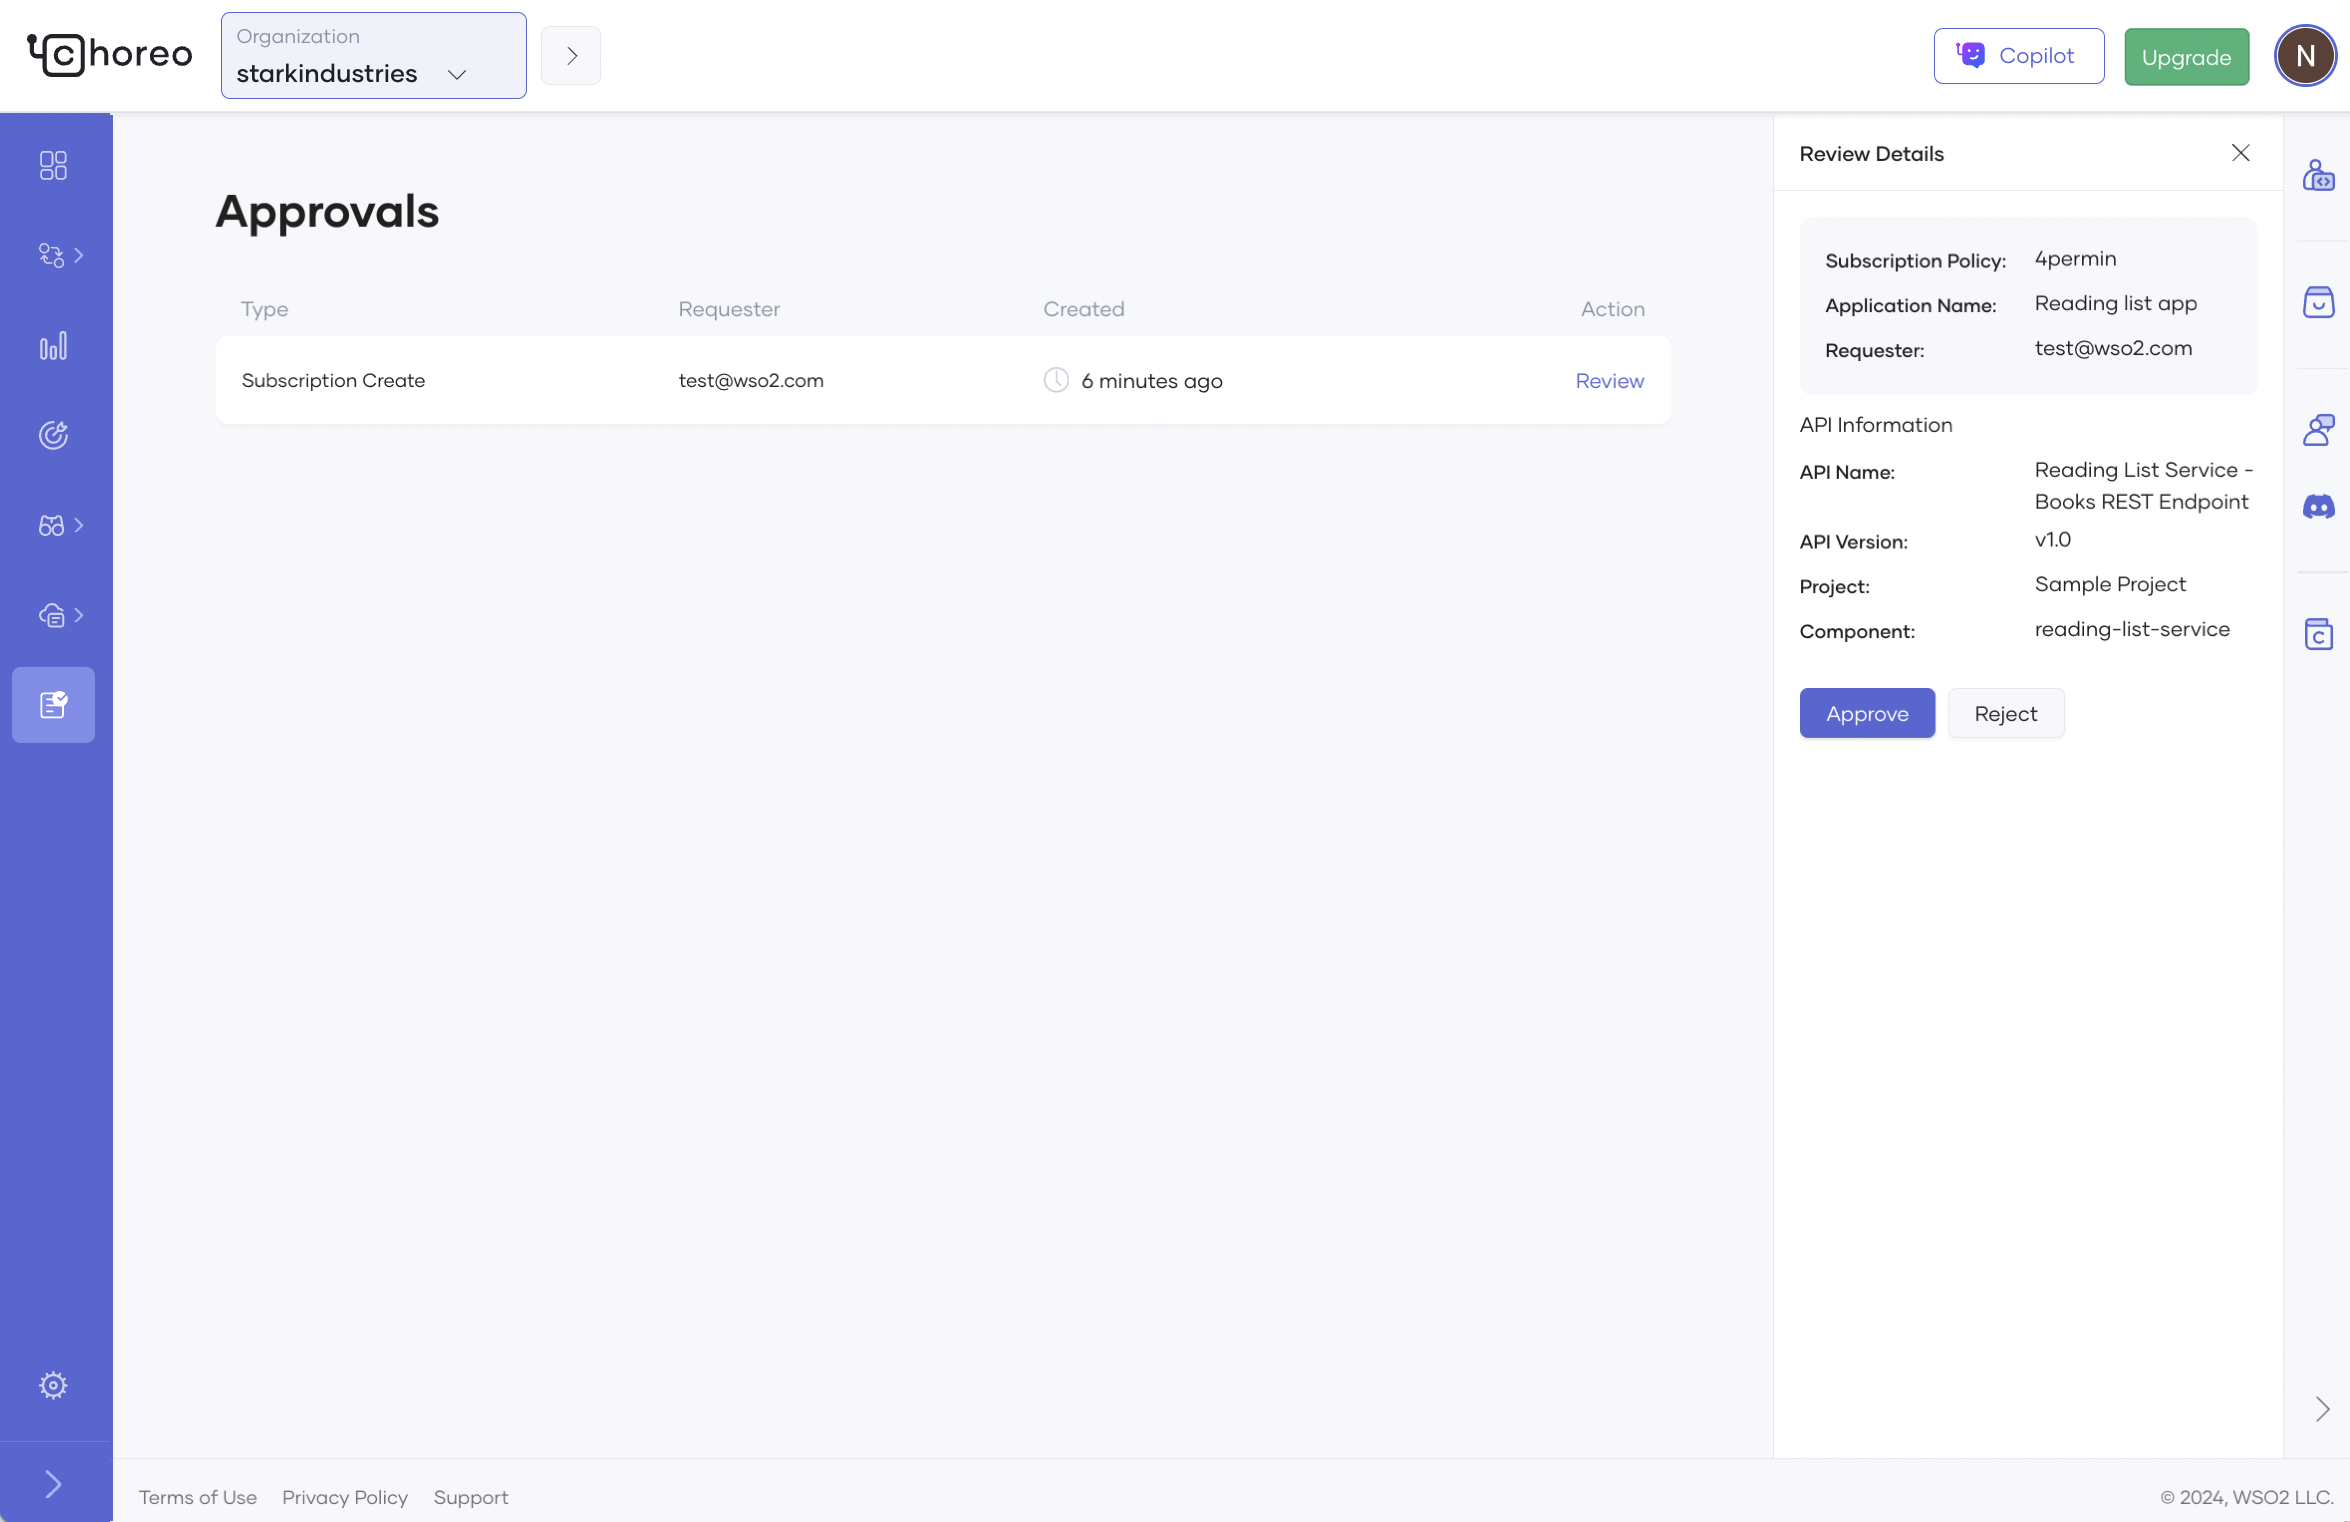 choreo
Organization
starkindustries
Copilot
Upgrade
N
Approvals
Type Requester Created Action
Subscription Create test@wso2.com 6 minutes ago Review
Review Details
Subscription Policy: 4permin
Application Name: Reading list app
Requester: test@wso2.com
API Information
API Name: Reading List Service -
Books REST Endpoint
API Version: v1.0
Project: Sample Project
Component: reading-list-service
Approve Reject
C
Terms of Use Privacy Policy Support
© 2024, WSO2 LLC.